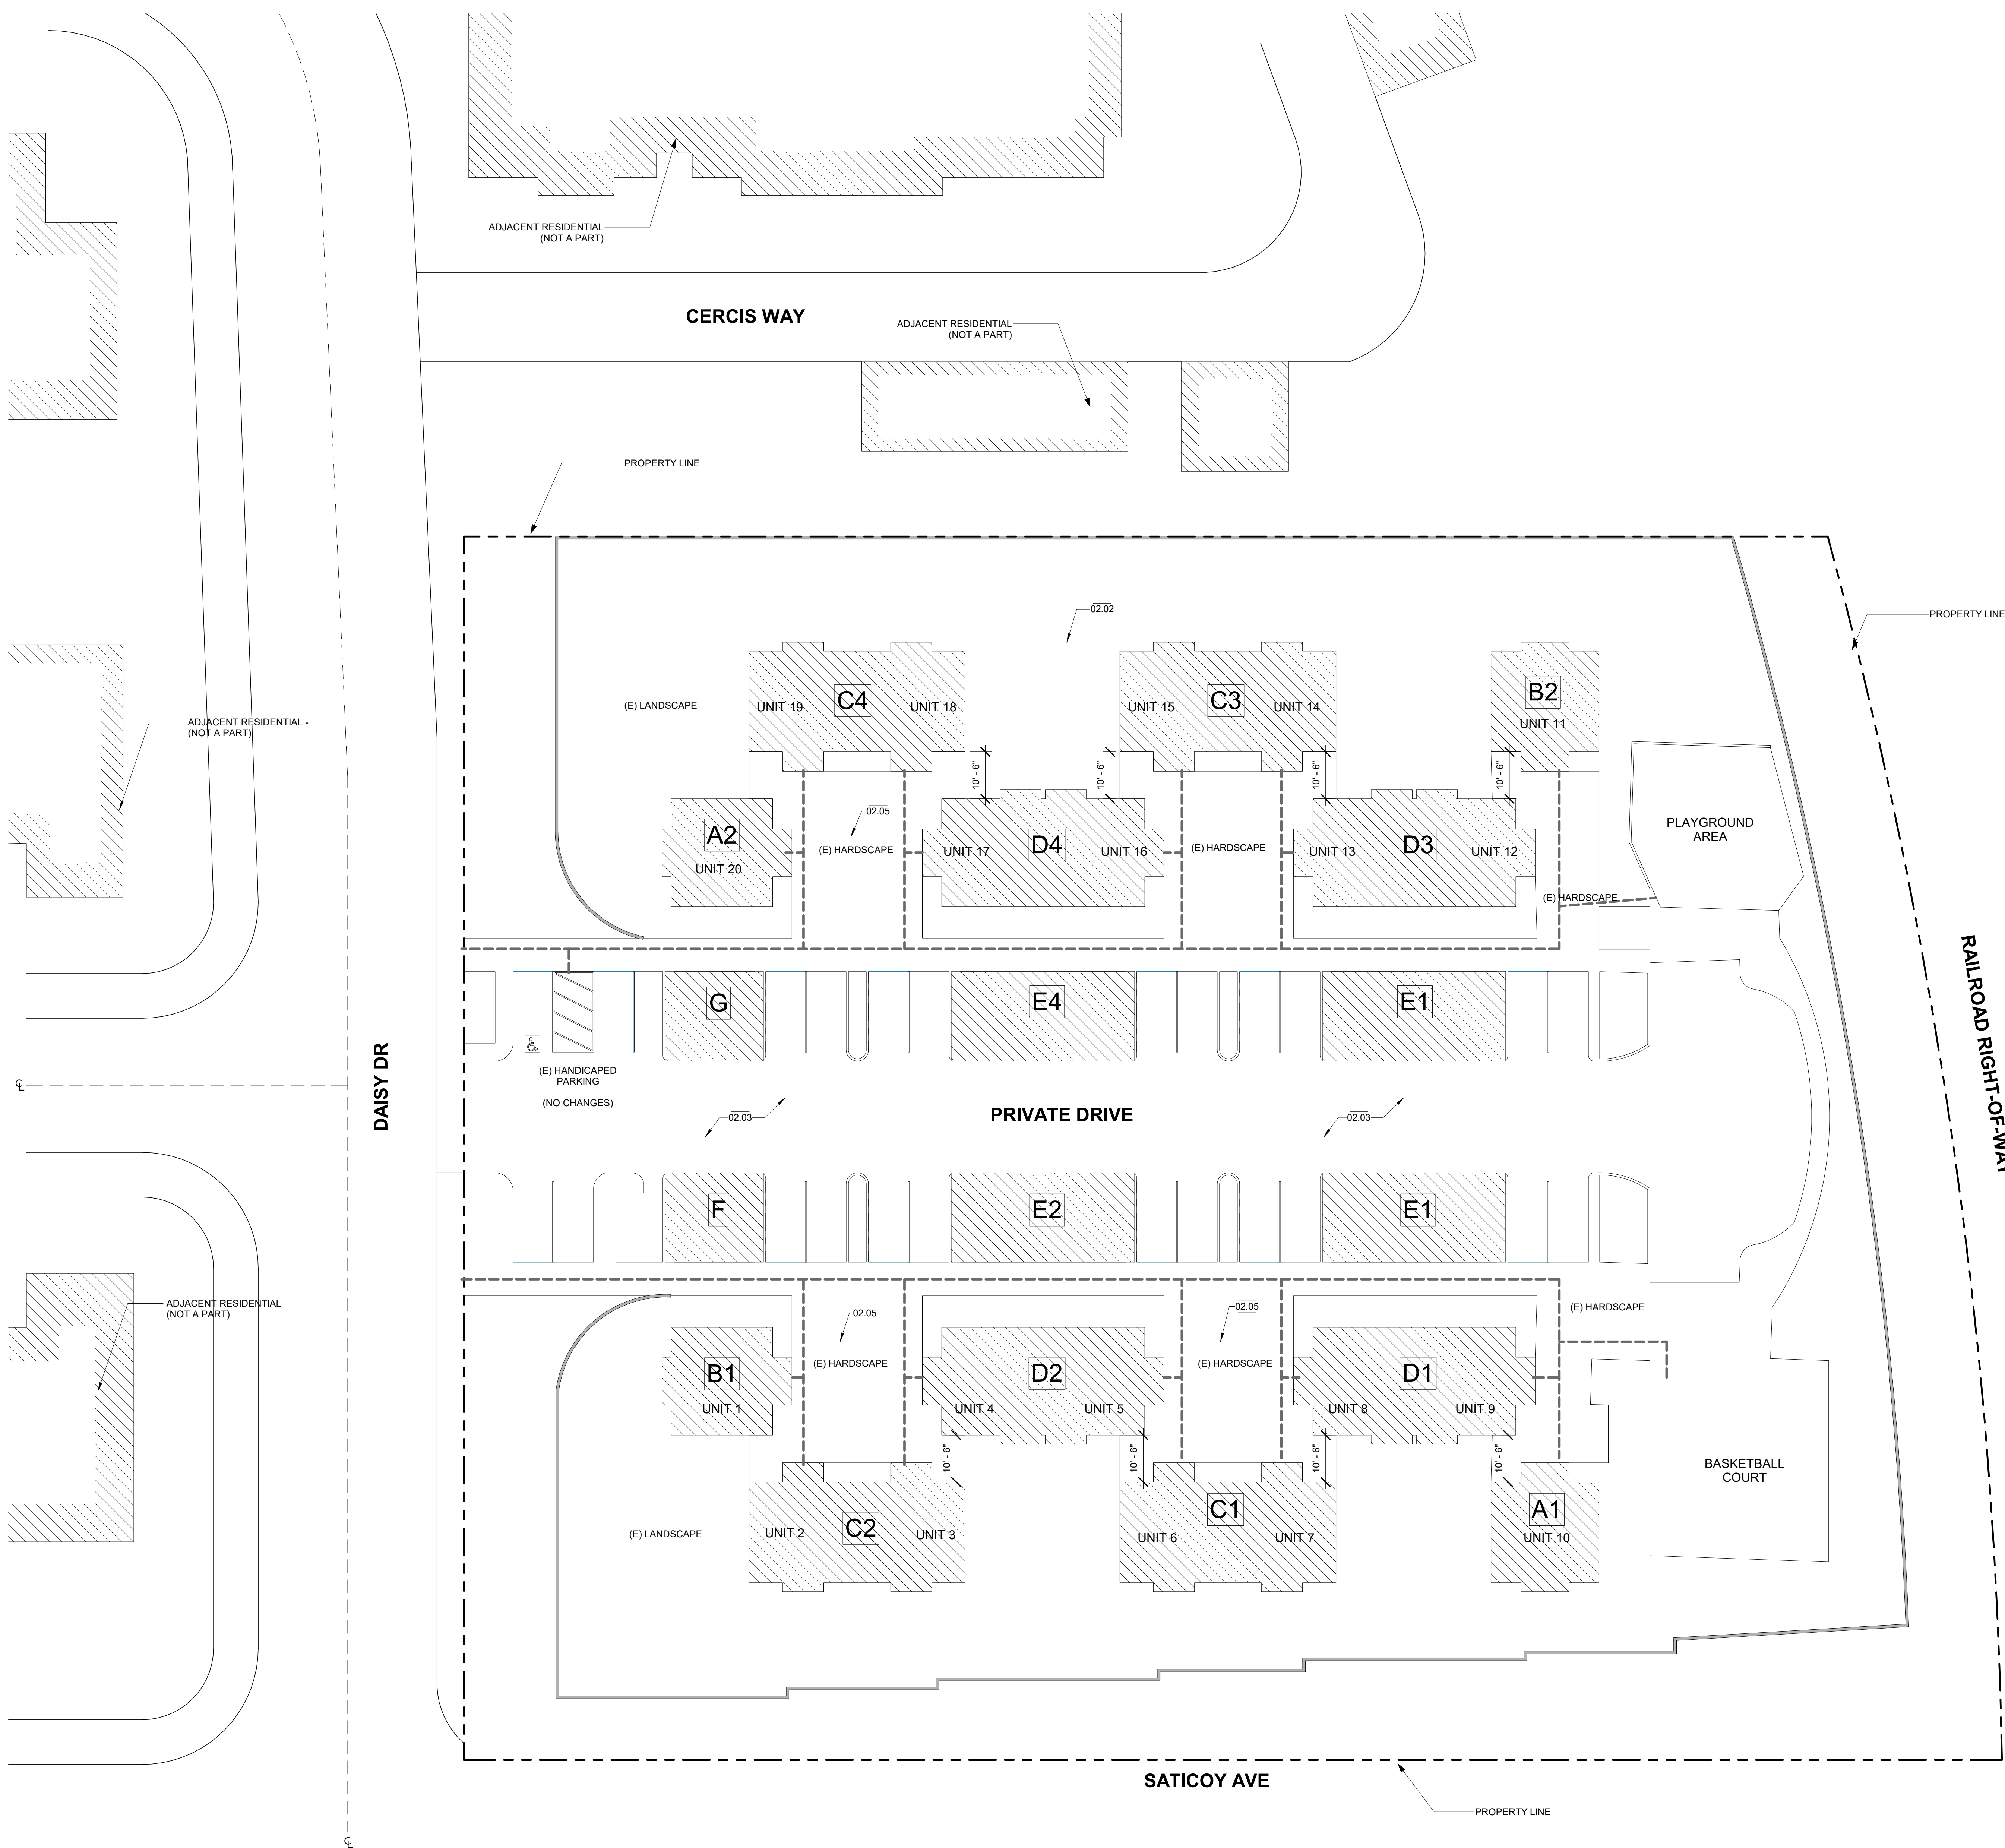 ADJACENT RESIDENTIAL
(NOT A PART)
CERCIS WAY
ADJACENT RESIDENTIAL
(NOT A PART)
PROPERTY LINE
02.02
PROPERTY LINE
C4
UNIT 19
UNIT 18
C3
UNIT 15
UNIT 14
B2
UNIT 11
(E) LANDSCAPE
ADJACENT RESIDENTIAL -
(NOT A PART)
10' - 6"
10' - 6"
10' - 6"
10' - 6"
02.05
A2
UNIT 20
(E) HARDSCAPE
D4
UNIT 17
UNIT 16
(E) HARDSCAPE
D3
UNIT 13
UNIT 12
PLAYGROUND
AREA
(E) HARDSCAPE
RAILROAD RIGHT-OF-WAY
G
E4
E1
(E) HANDICAPED
PARKING
(NO CHANGES)
DAISY DR
02.03
PRIVATE DRIVE
02.03
F
E2
E1
ADJACENT RESIDENTIAL
(NOT A PART)
02.05
02.05
(E) HARDSCAPE
(E) HARDSCAPE
(E) HARDSCAPE
B1
UNIT 1
D2
UNIT 4
UNIT 5
D1
UNIT 8
UNIT 9
10' - 6"
10' - 6"
10' - 6"
10' - 6"
BASKETBALL
COURT
(E) LANDSCAPE
C2
UNIT 2
UNIT 3
C1
UNIT 6
UNIT 7
A1
UNIT 10
SATICOY AVE
PROPERTY LINE